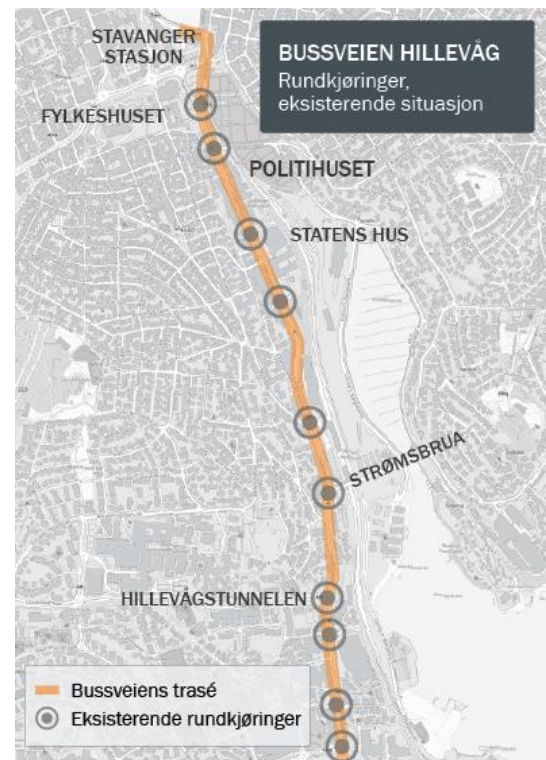 STAVANGER
STASJON
BUSSVEIEN HILLEVÅG
Rundkjøringer,
eksisterende situasjon
FYLKESHUSET
POLITIHUSET
STATENS HUS
STRØMSBRUA
HILLEVÅGSTUNNELEN
Bussveiens trasé
Eksisterende rundkjøringer